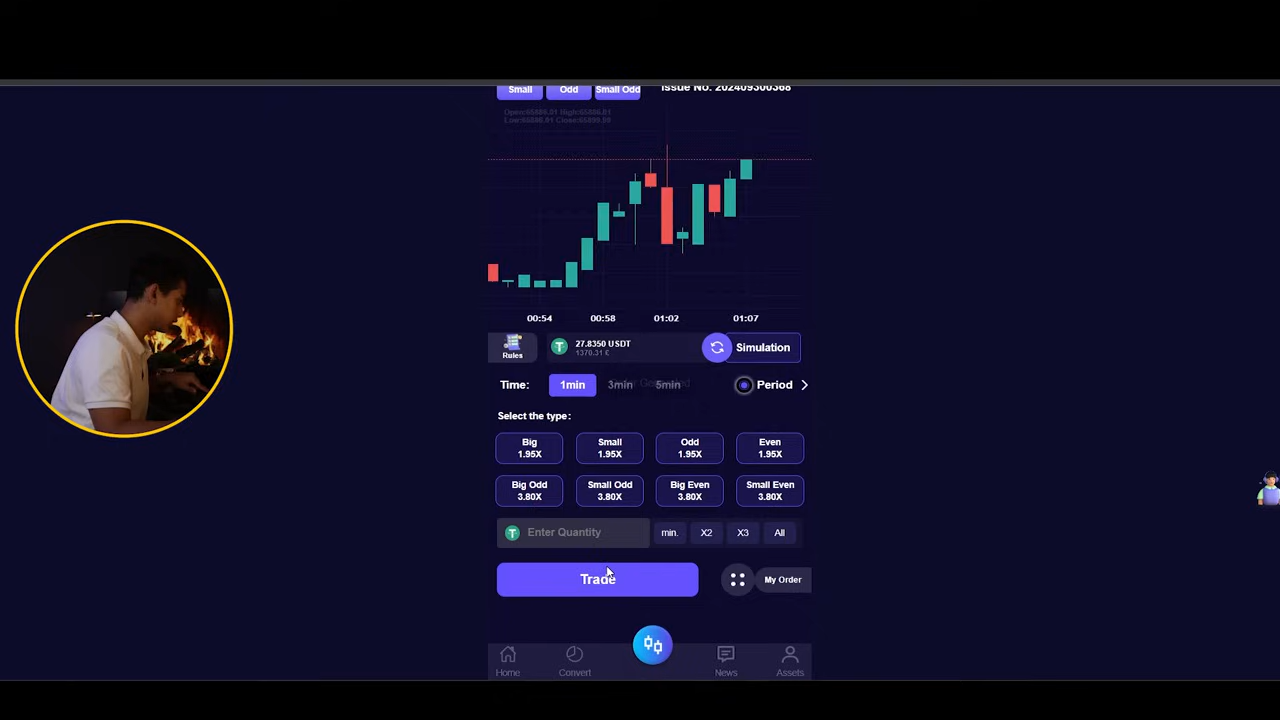 Small
Odd
Small Odd
Issue No: 202409300368
00:54
00:58
01:02
01:07
Rules
27.8350 USDT
Simulation
Time:
1min
3min
5min
Period
Select the type:
Big
1.95X
Small
1.95X
Odd
1.95X
Even
1.95X
Big Odd
3.80X
Small Odd
3.80X
Big Even
3.80X
Small Even
3.80X
Enter Quantity
min.
X2
X3
All
Trade
My Order
Home
Convert
News
Assets